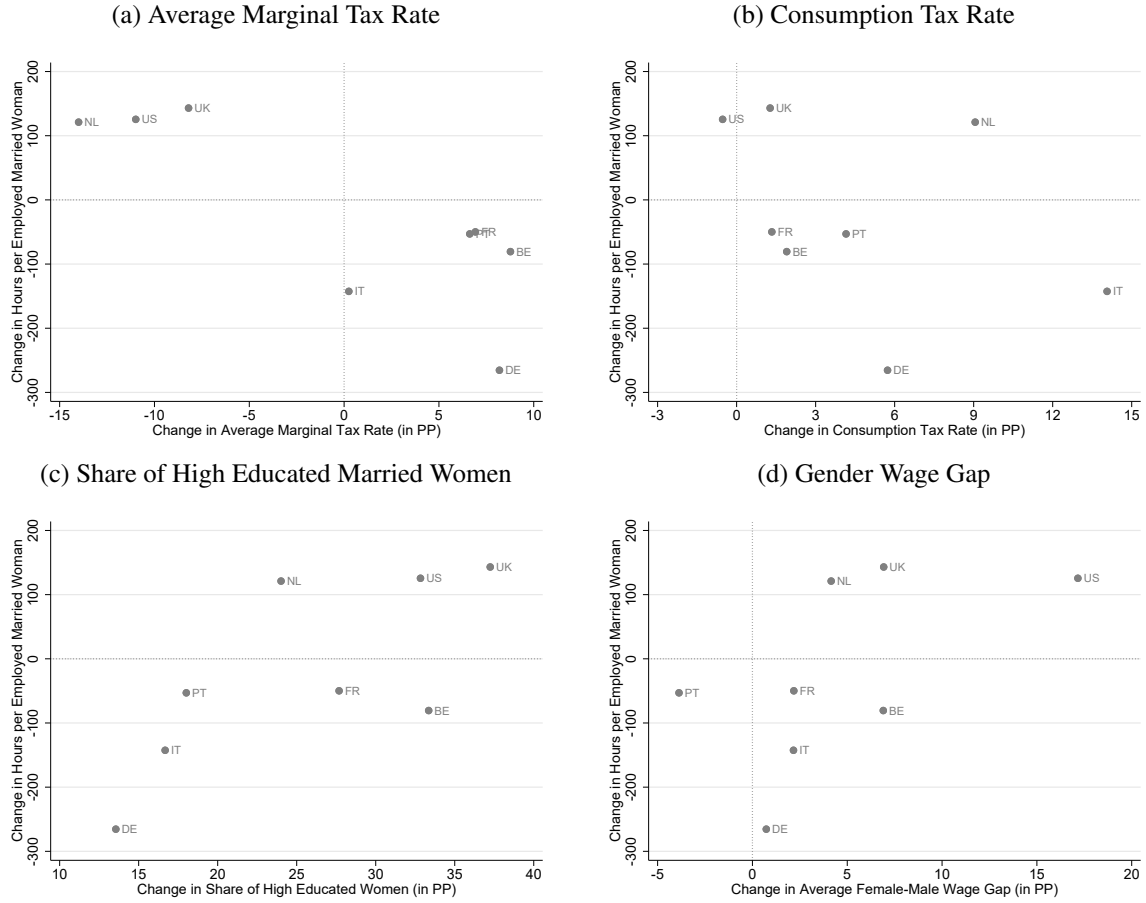 (a) Average Marginal Tax Rate
Change in Hours per Employed Married Woman
200
100
0
-100
-200
-300
NL
US
UK
FR
PT
BE
IT
DE
-15
-10
-5
0
5
10
Change in Average Marginal Tax Rate (in PP)
(b) Consumption Tax Rate
Change in Hours per Employed Married Woman
200
100
0
-100
-200
-300
UK
US
NL
FR
PT
BE
IT
DE
-3
0
3
6
9
12
15
Change in Consumption Tax Rate (in PP)
(c) Share of High Educated Married Women
Change in Hours per Employed Married Woman
200
100
0
-100
-200
-300
UK
US
NL
PT
FR
BE
IT
DE
10
15
20
25
30
35
40
Change in Share of High Educated Women (in PP)
(d) Gender Wage Gap
Change in Hours per Employed Married Woman
200
100
0
-100
-200
-300
UK
US
NL
PT
FR
BE
IT
DE
-5
0
5
10
15
20
Change in Average Female-Male Wage Gap (in PP)